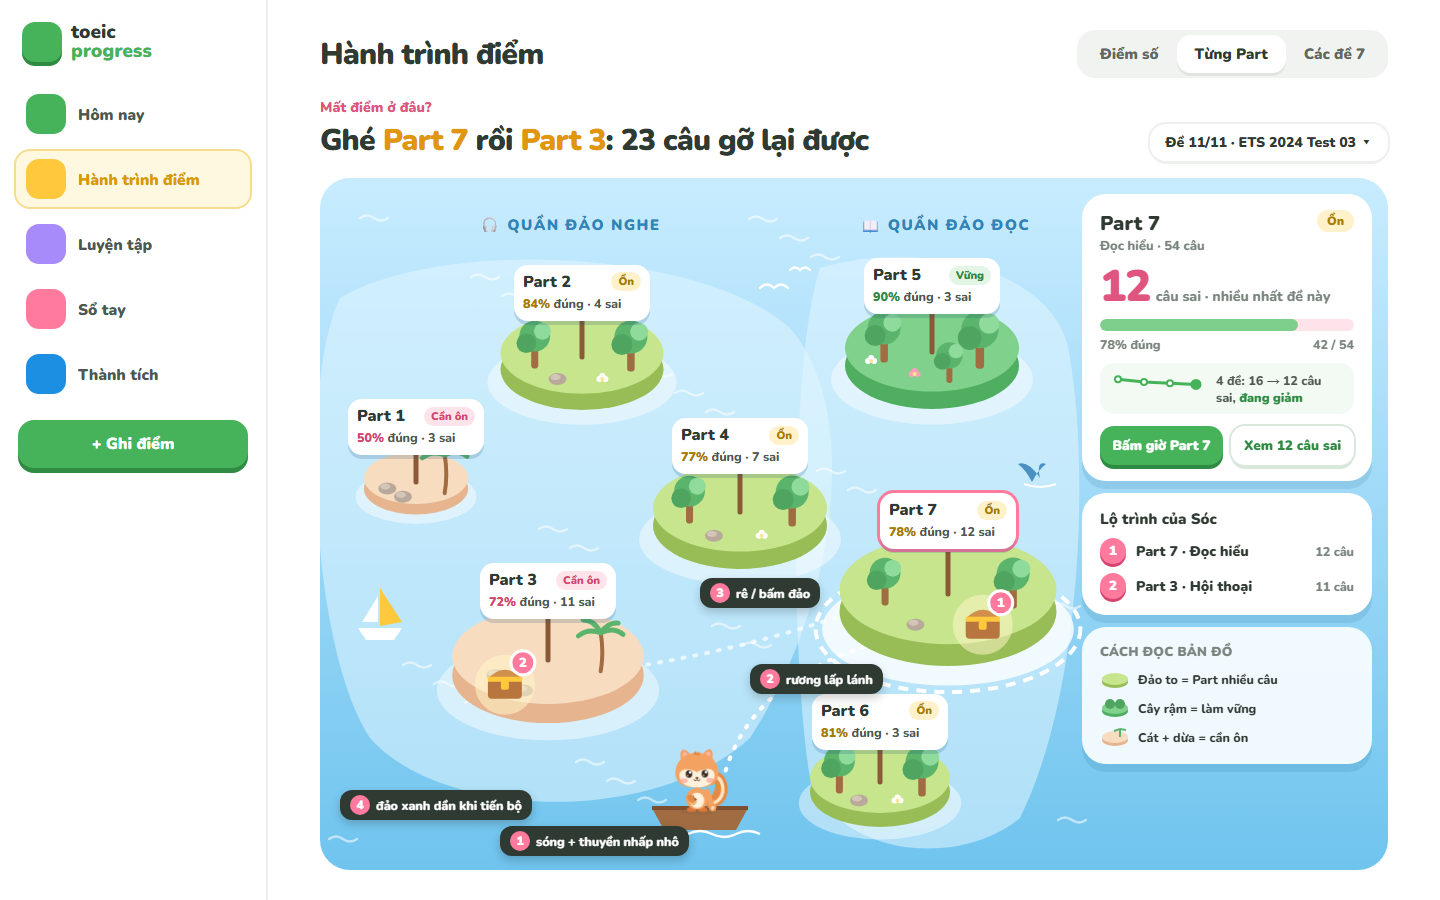 toeic
progress
Hôm nay
Hành trình điểm
Luyện tập
Sổ tay
Thành tích
+ Ghi điểm
Hành trình điểm
Điểm số
Từng Part
Các đề 7
Mất điểm ở đâu?
Ghé Part 7 rồi Part 3: 23 câu gỡ lại được
Đề 11/11 · ETS 2024 Test 03
QUẦN ĐẢO NGHE
QUẦN ĐẢO ĐỌC
Part 2 Ổn
84% đúng · 4 sai
Part 5 Vững
90% đúng · 3 sai
Part 1 Cần ôn
50% đúng · 3 sai
Part 4 Ổn
77% đúng · 7 sai
Part 7 Ổn
78% đúng · 12 sai
Part 3 Cần ôn
72% đúng · 11 sai
3 rê / bấm đảo
1
2
2 rương lấp lánh
Part 6 Ổn
81% đúng · 3 sai
4 đảo xanh dần khi tiến bộ
1 sóng + thuyền nhấp nhô
Part 7 Ổn
Đọc hiểu · 54 câu
12 câu sai · nhiều nhất đề này
78% đúng 42 / 54
4 đề: 16 → 12 câu
sai, đang giảm
Bấm giờ Part 7
Xem 12 câu sai
Lộ trình của Sóc
1 Part 7 · Đọc hiểu 12 câu
2 Part 3 · Hội thoại 11 câu
CÁCH ĐỌC BẢN ĐỒ
Đảo to = Part nhiều câu
Cây rậm = làm vững
Cát + dừa = cần ôn